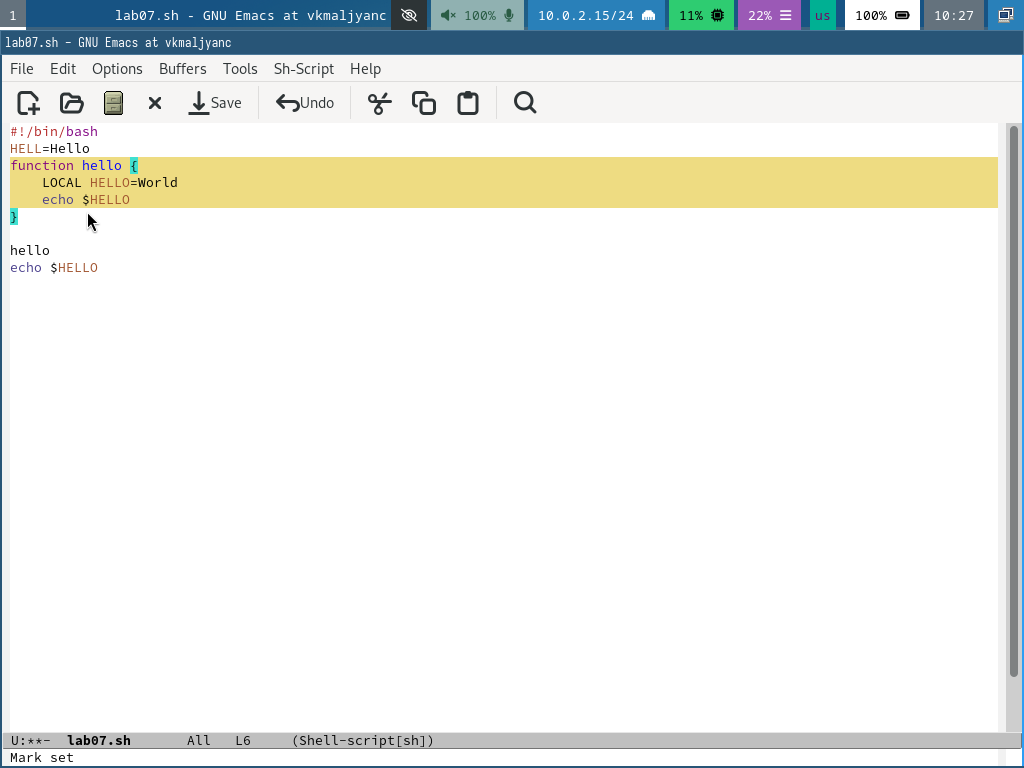 1 lab07.sh - GNU Emacs at vkmaljyanc 100% 10.0.2.15/24 11% 22% us 100% 10:27
lab07.sh - GNU Emacs at vkmaljyanc
File Edit Options Buffers Tools Sh-Script Help
Save Undo
#!/bin/bash
HELL=Hello
function hello {
    LOCAL HELLO=World
    echo $HELLO
}
hello
echo $HELLO
U:**- lab07.sh All L6 (Shell-script[sh])
Mark set